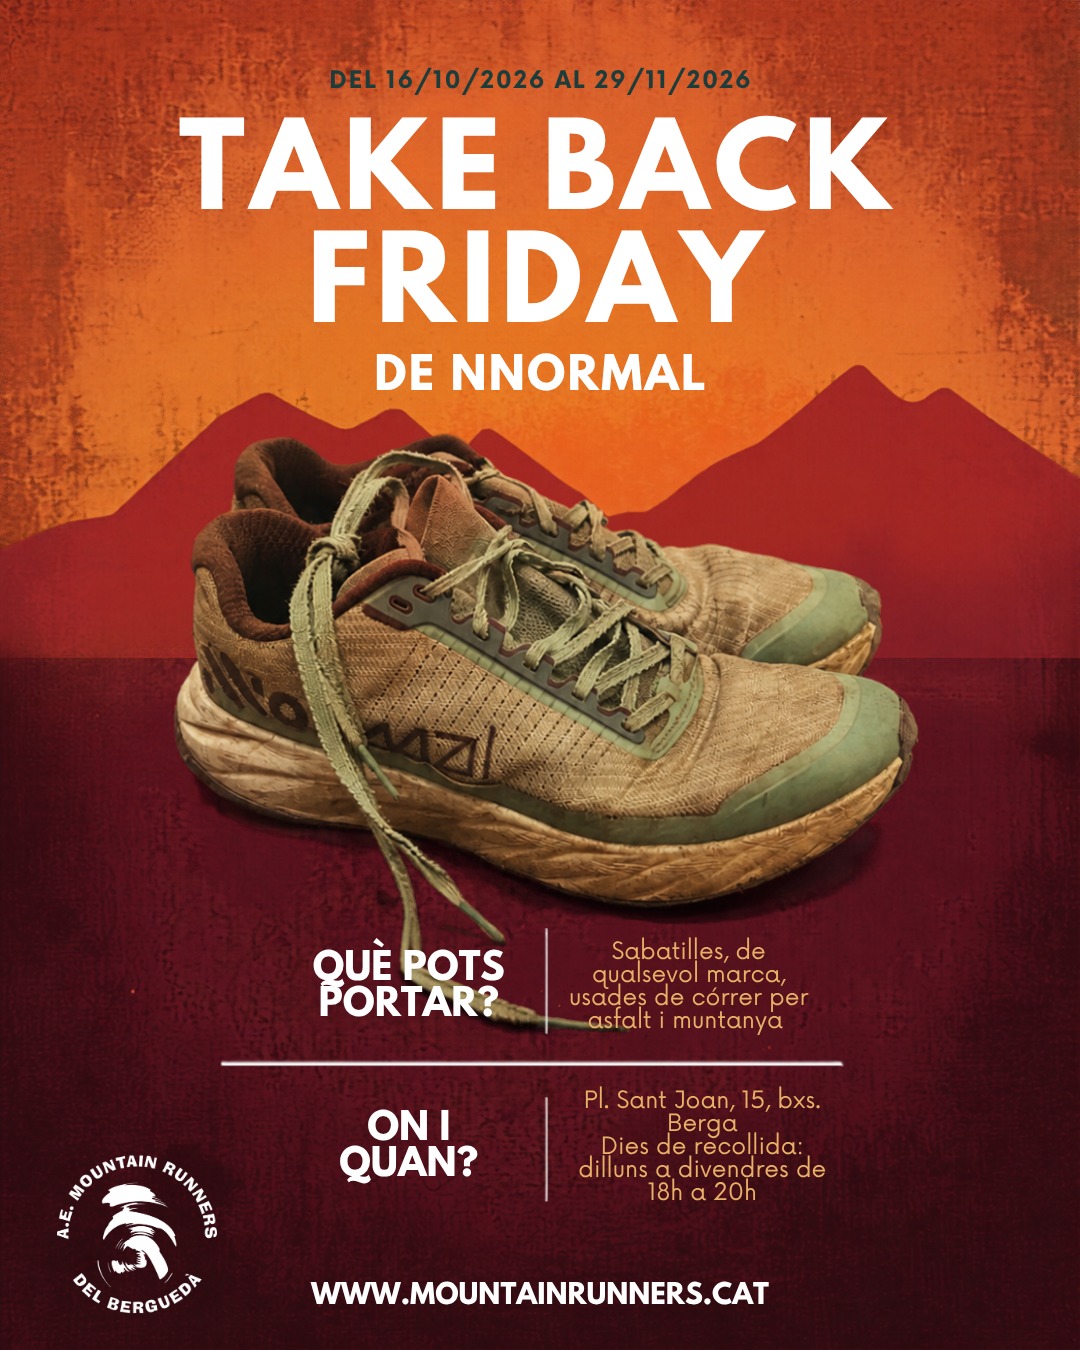 DEL 16/10/2026 AL 29/11/2026
TAKE BACK
FRIDAY
DE NNORMAL
QUÈ POTS
PORTAR?
Sabatilles, de
qualsevol marca,
usades de córrer per
asfalt i muntanya
ON I
QUAN?
Pl. Sant Joan, 15, bxs.
Berga
Dies de recollida:
dilluns a divendres de
18h a 20h
A.E. MOUNTAIN RUNNERS
DEL BERGUEDÀ
WWW.MOUNTAINRUNNERS.CAT